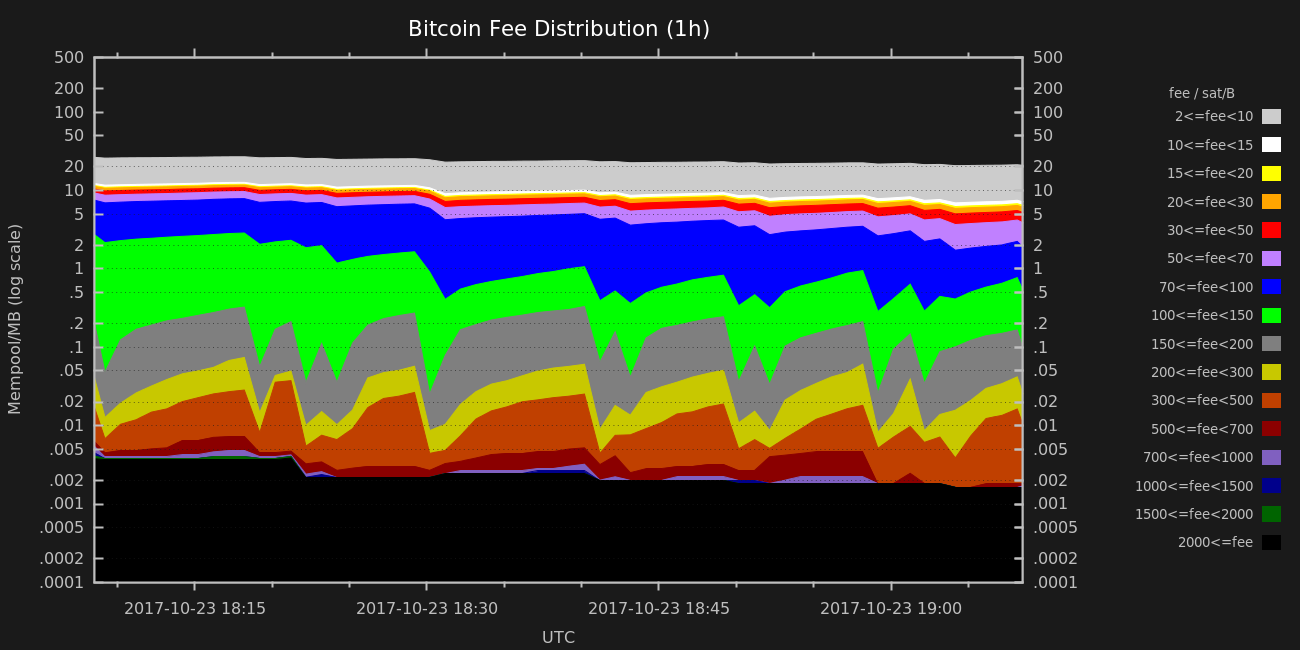 Bitcoin Fee Distribution (1h)
500
200
100
50
20
10
5
2
1
.5
.2
.1
.05
.02
.01
.005
.002
.001
.0005
.0002
.0001
Mempool/MB (log scale)
500
200
100
50
20
10
5
2
1
.5
.2
.1
.05
.02
.01
.005
.002
.001
.0005
.0002
.0001
fee / sat/B
2<=fee<10
10<=fee<15
15<=fee<20
20<=fee<30
30<=fee<50
50<=fee<70
70<=fee<100
100<=fee<150
150<=fee<200
200<=fee<300
300<=fee<500
500<=fee<700
700<=fee<1000
1000<=fee<1500
1500<=fee<2000
2000<=fee
2017-10-23 18:15 2017-10-23 18:30 2017-10-23 18:45 2017-10-23 19:00
UTC